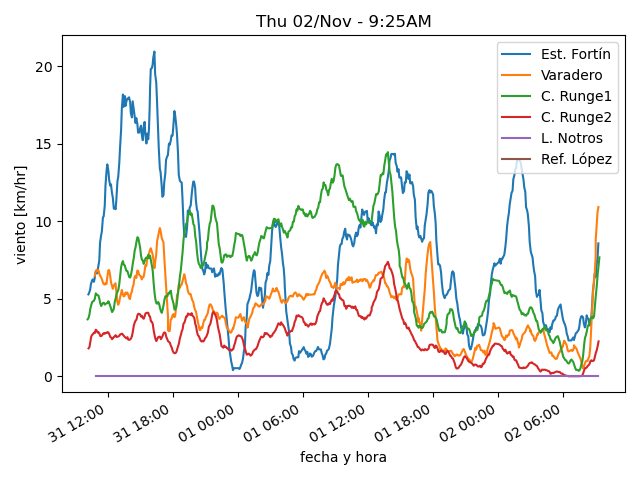 Thu 02/Nov - 9:25AM
Est. Fortín
Varadero
C. Runge1
C. Runge2
L. Notros
Ref. López
viento [km/hr]
20
15
10
5
0
31 12:00
31 18:00
01 00:00
01 06:00
01 12:00
01 18:00
02 00:00
02 06:00
fecha y hora